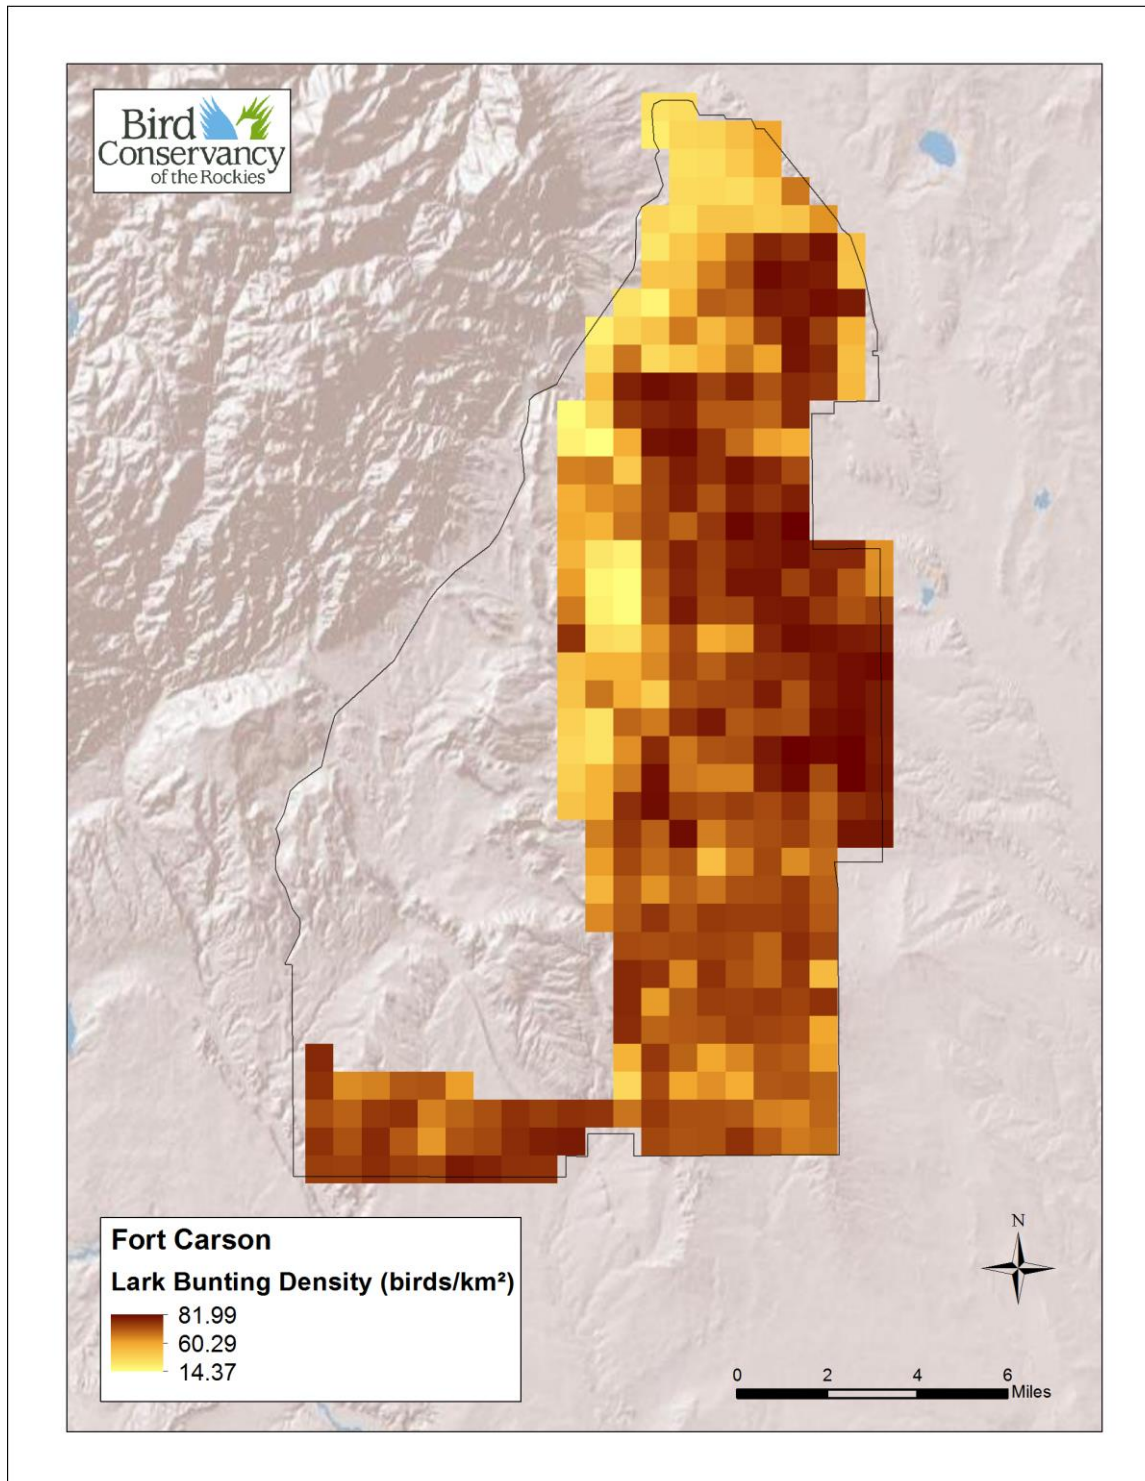 Bird
Conservancy
of the Rockies
Fort Carson
Lark Bunting Density (birds/km²)
81.99
60.29
14.37
N
0 2 4 6
Miles